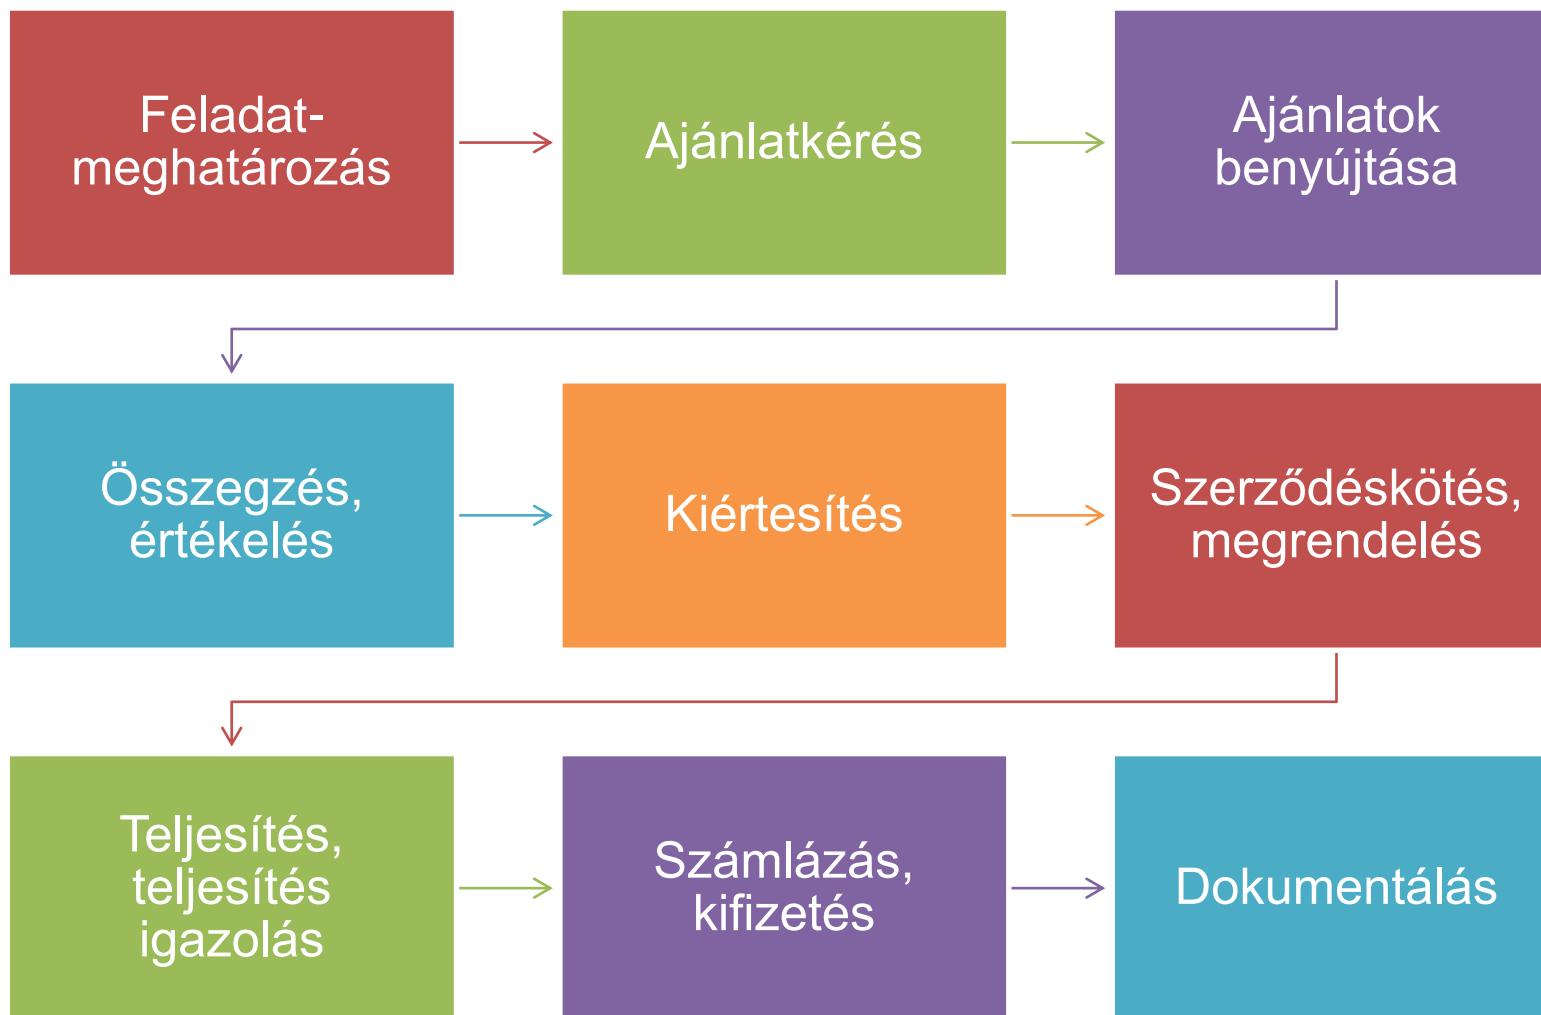 Feladat-
meghatározás
Ajánlatkérés
Ajánlatok
benyújtása
Összegzés,
értékelés
Kiértesítés
Szerződéskötés,
megrendelés
Teljesítés,
teljesítés
igazolás
Számlázás,
kifizetés
Dokumentálás